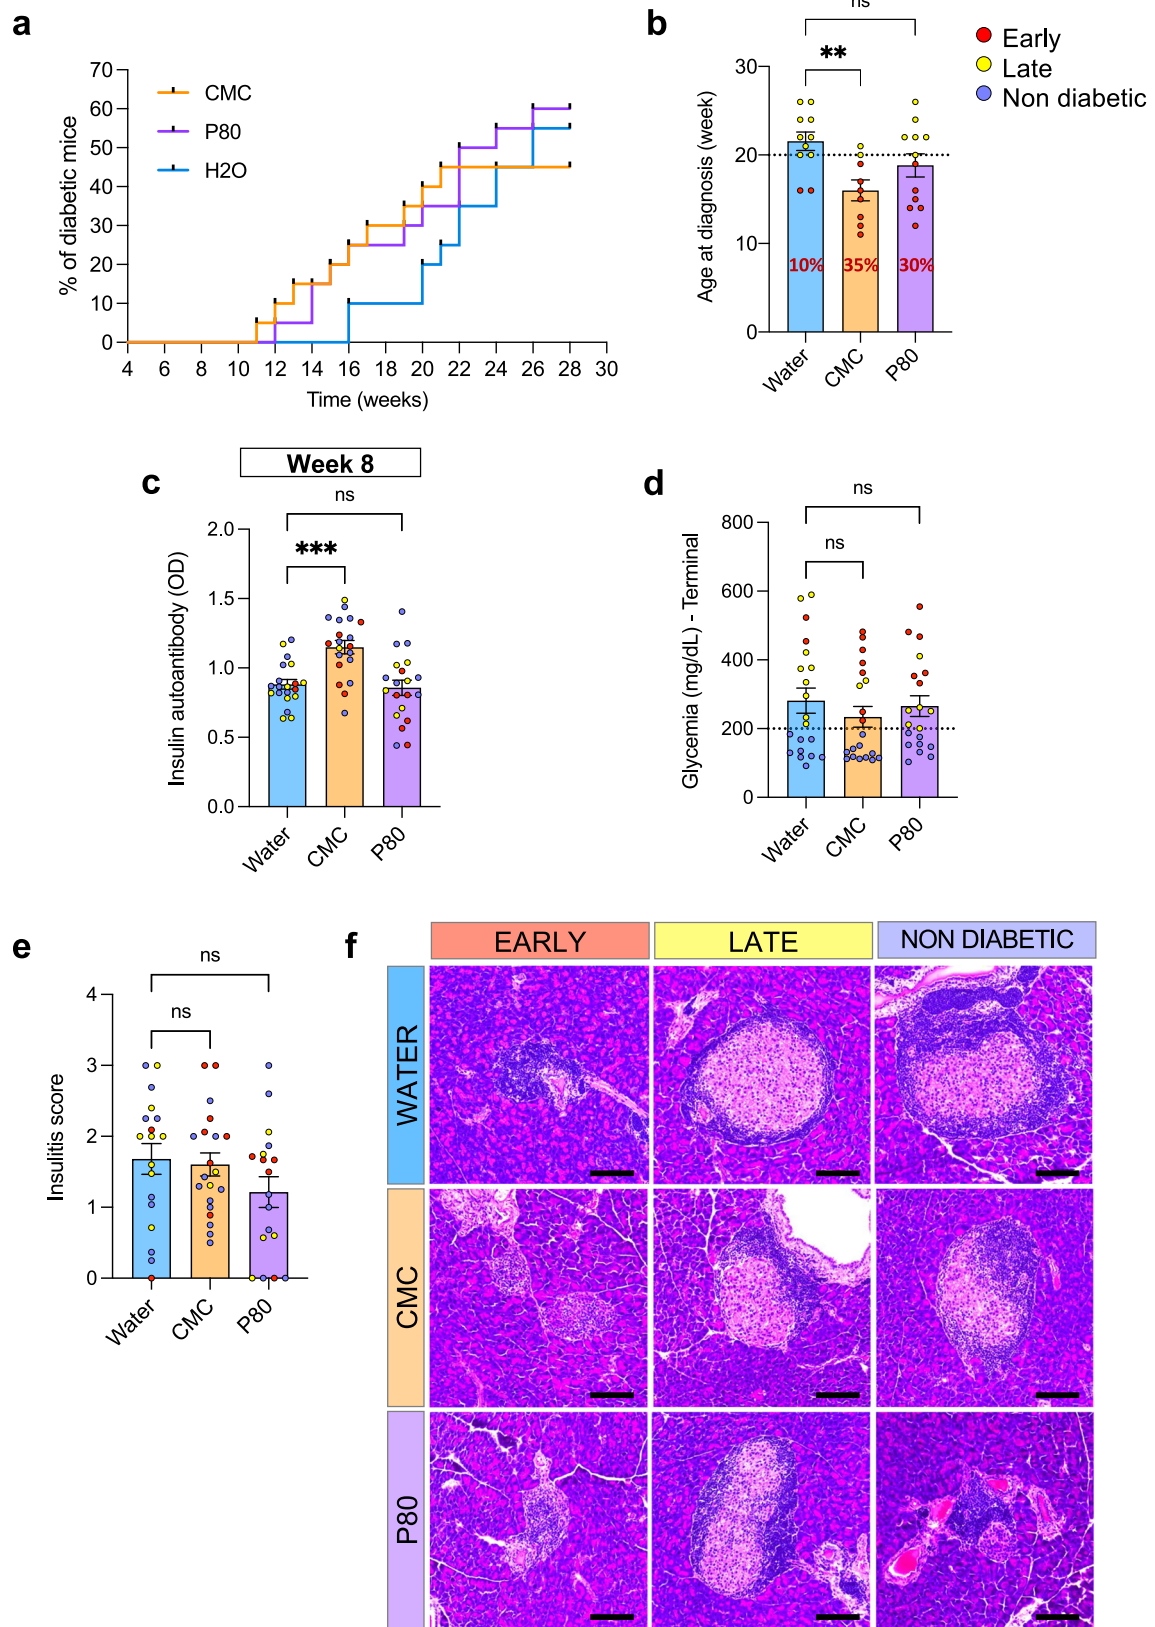 a
70
60
50
40
30
20
10
0
% of diabetic mice
CMC
P80
H2O
4 6 8 10 12 14 16 18 20 22 24 26 28 30
Time (weeks)
b
ns
**
30
20
10
0
Age at diagnosis (week)
10% 35% 30%
Water CMC P80
Early
Late
Non diabetic
Week 8
c
ns
***
2.0
1.5
1.0
0.5
0.0
Insulin autoantibody (OD)
Water CMC P80
d
ns
ns
800
600
400
200
0
Glycemia (mg/dL) - Terminal
Water CMC P80
e
ns
ns
4
3
2
1
0
Insulitis score
Water CMC P80
f
EARLY LATE NON DIABETIC
WATER
CMC
P80